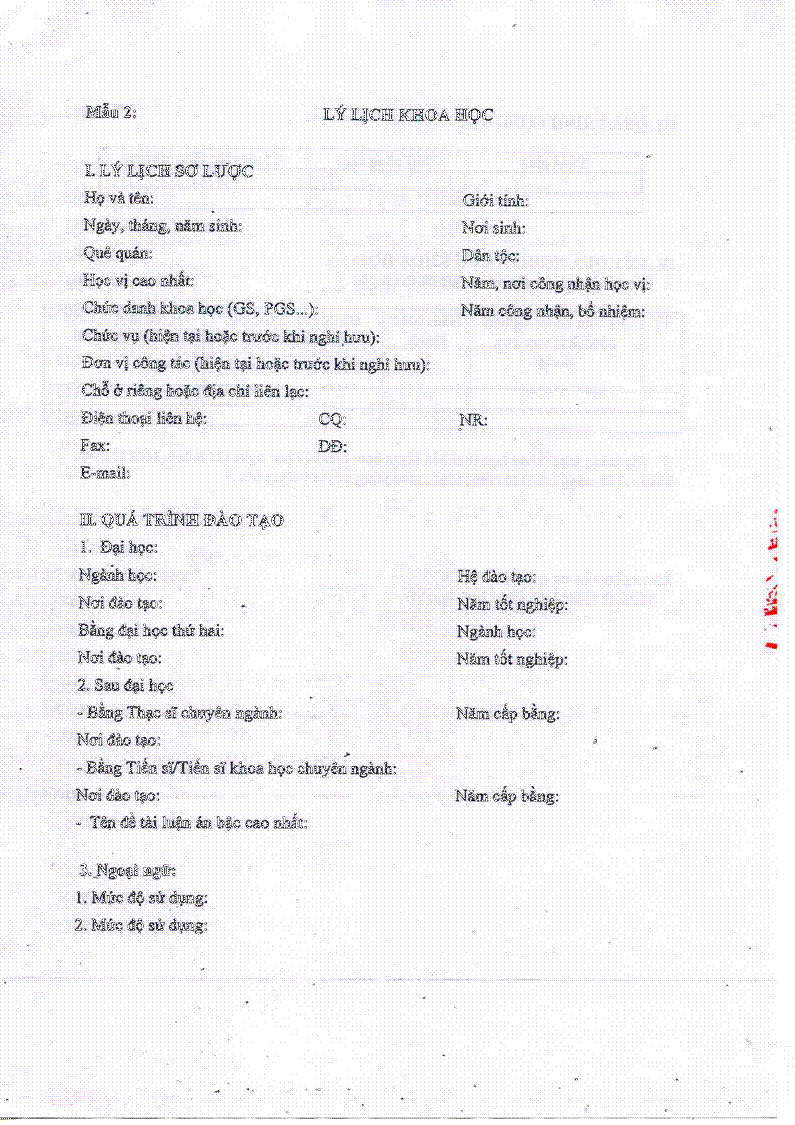 Mẫu 2: LÝ LỊCH KHOA HỌC
I. LÝ LỊCH SƠ LƯỢC
Họ và tên: Giới tính:
Ngày, tháng, năm sinh: Nơi sinh:
Quê quán: Dân tộc:
Học vị cao nhất: Năm, nơi công nhận học vị:
Chức danh khoa học (GS, PGS...): Năm công nhận, bổ nhiệm:
Chức vụ (hiện tại hoặc trước khi nghỉ hưu):
Đơn vị công tác (hiện tại hoặc trước khi nghỉ hưu):
Chỗ ở riêng hoặc địa chỉ liên lạc:
Điện thoại liên hệ: CQ: NR:
Fax: DĐ:
E-mail:
II. QUÁ TRÌNH ĐÀO TẠO
1. Đại học:
Ngành học: Hệ đào tạo:
Nơi đào tạo: Năm tốt nghiệp:
Bằng đại học thứ hai: Ngành học:
Nơi đào tạo: Năm tốt nghiệp:
2. Sau đại học
- Bằng Thạc sĩ chuyên ngành: Năm cấp bằng:
Nơi đào tạo:
- Bằng Tiến sĩ/Tiến sĩ khoa học chuyên ngành:
Nơi đào tạo: Năm cấp bằng:
- Tên đề tài luận án bậc cao nhất:
3. Ngoại ngữ:
1. Mức độ sử dụng:
2. Mức độ sử dụng: